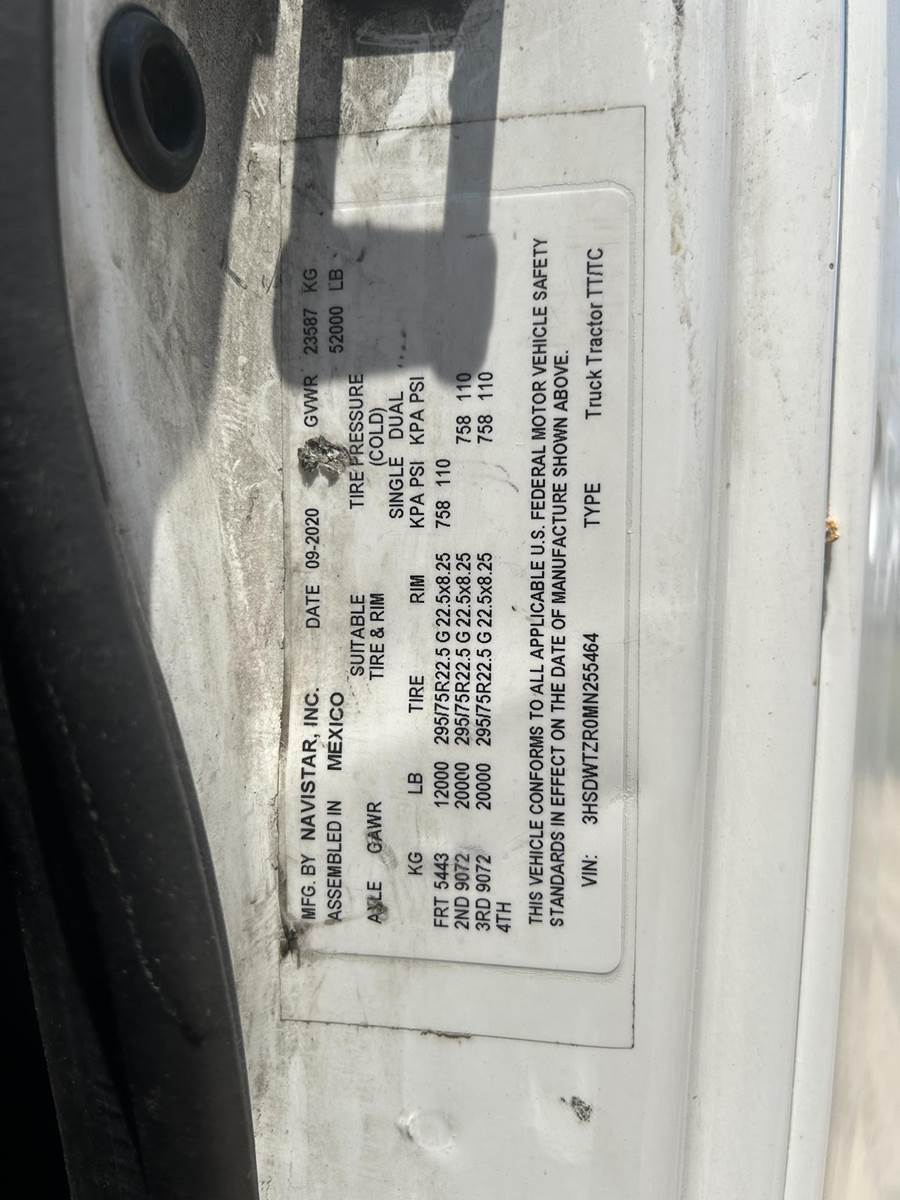 MFG. BY NAVISTAR, INC. DATE 09-2020 GVWR 23587 KG
ASSEMBLED IN MEXICO 52000 LB
SUITABLE TIRE PRESSURE
AXLE GAWR TIRE & RIM (COLD)
SINGLE DUAL
KG LB TIRE RIM KPA PSI KPA PSI
FRT 5443 12000 295/75R22.5 G 22.5x8.25 758 110
2ND 9072 20000 295/75R22.5 G 22.5x8.25 758 110
3RD 9072 20000 295/75R22.5 G 22.5x8.25 758 110
4TH
THIS VEHICLE CONFORMS TO ALL APPLICABLE U.S. FEDERAL MOTOR VEHICLE SAFETY
STANDARDS IN EFFECT ON THE DATE OF MANUFACTURE SHOWN ABOVE.
VIN: 3HSDWTZR0MN255464 TYPE Truck Tractor TT/TC